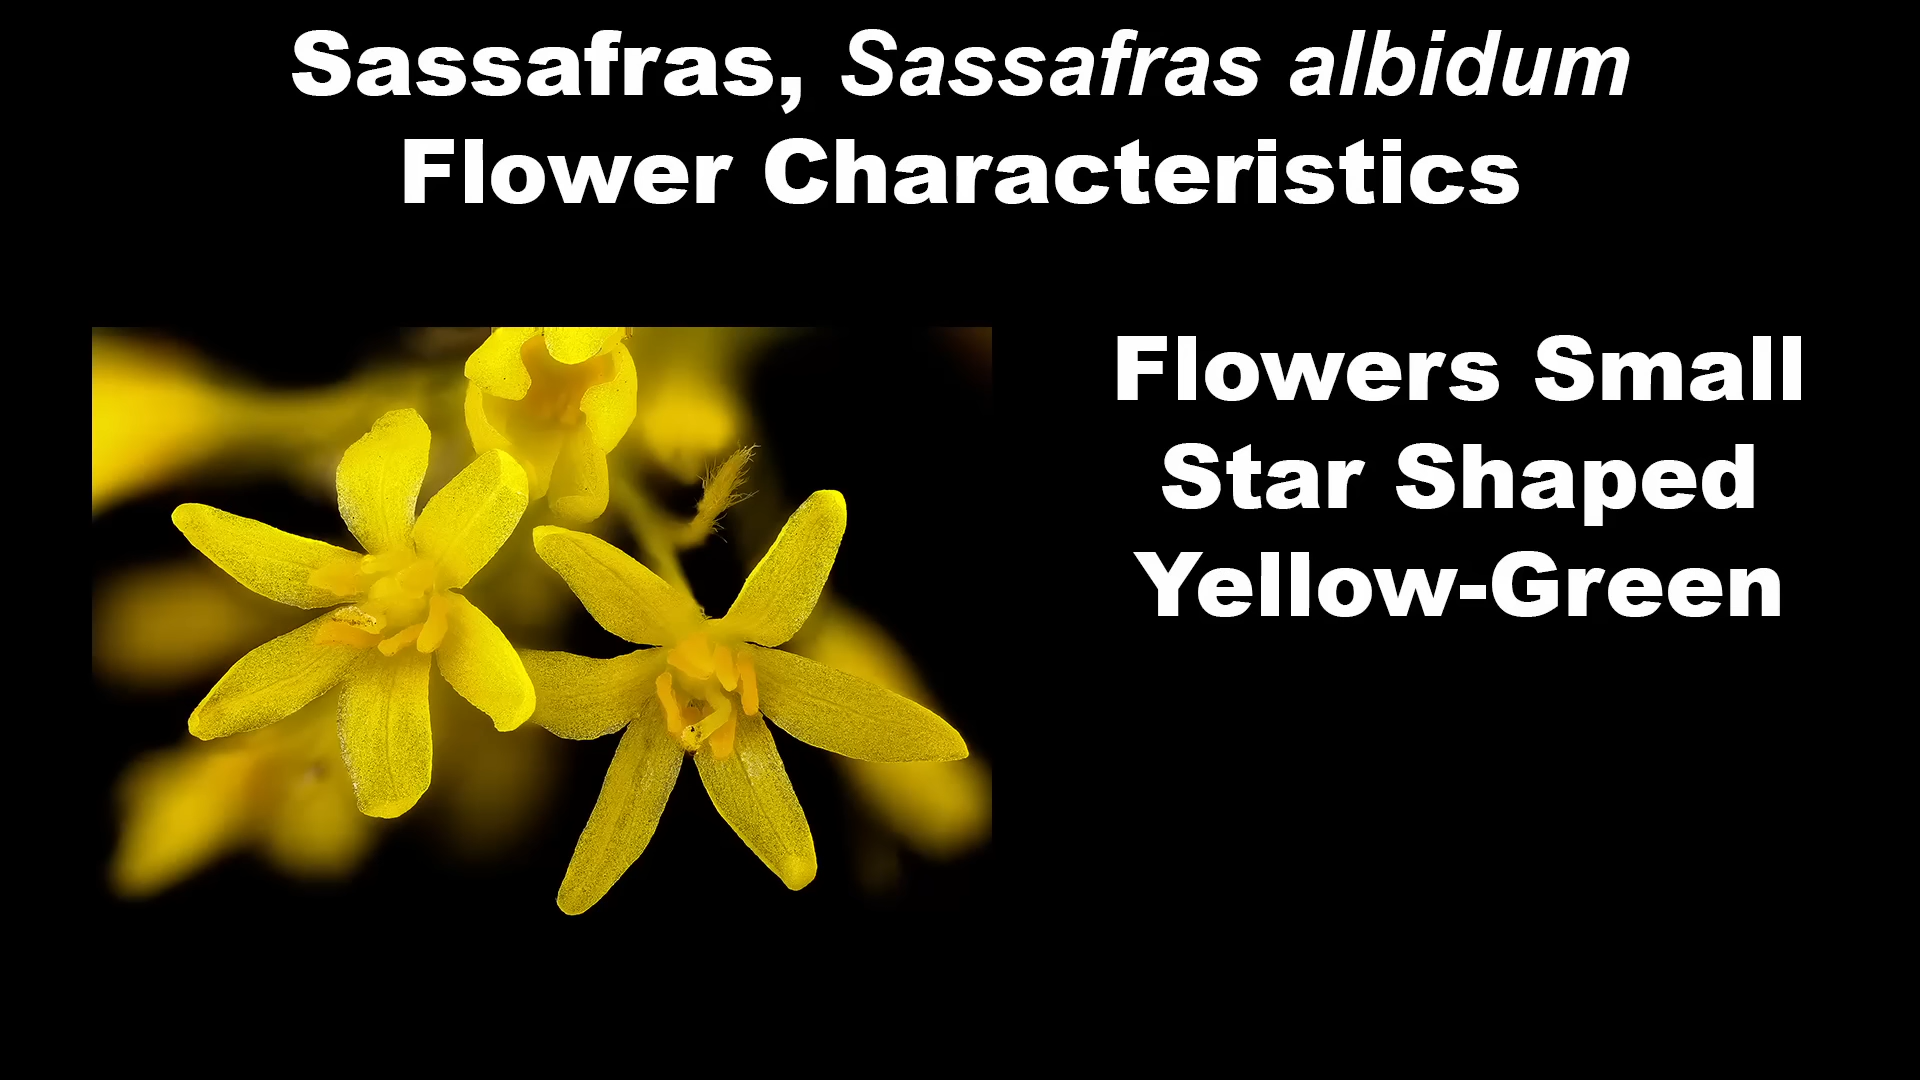 Sassafras, Sassafras albidum
Flower Characteristics
Flowers Small
Star Shaped
Yellow-Green